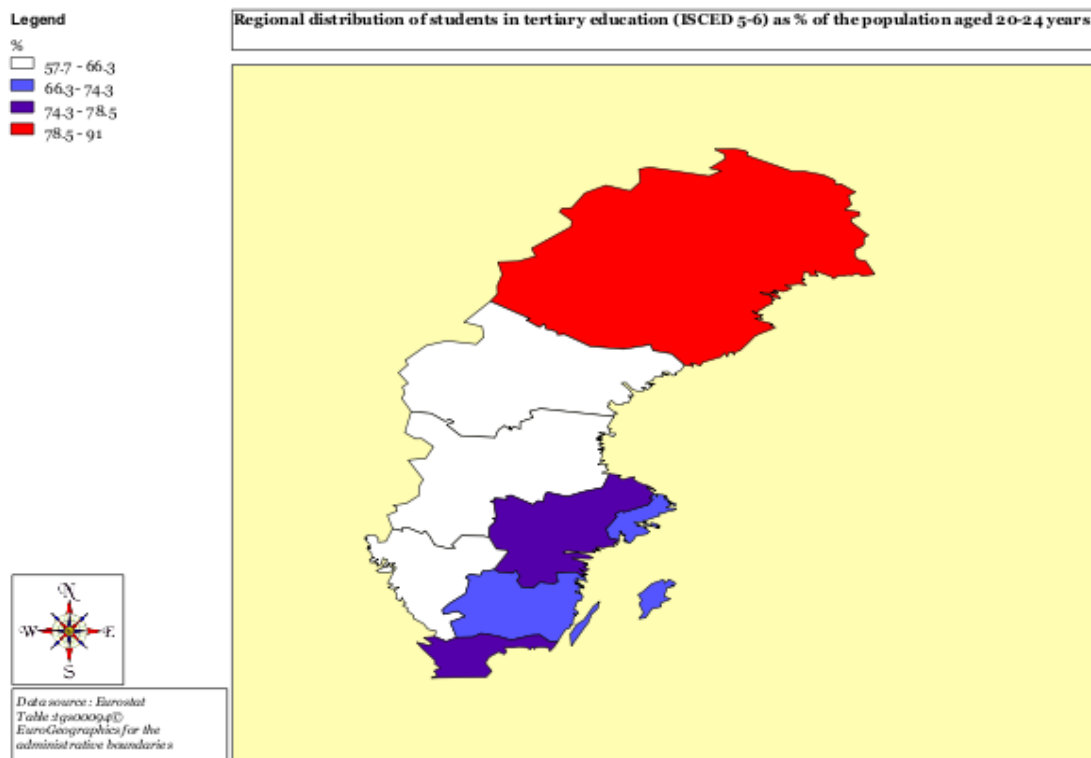 Legend
%
57.7 - 66.3
66.3 - 74.3
74.3 - 78.5
78.5 - 91
Regional distribution of students in tertiary education (ISCED 5-6) as % of the population aged 20-24 years
N
W E
S
Data source : Eurostat
Table :tgs00094©
EuroGeographics for the
administrative boundaries